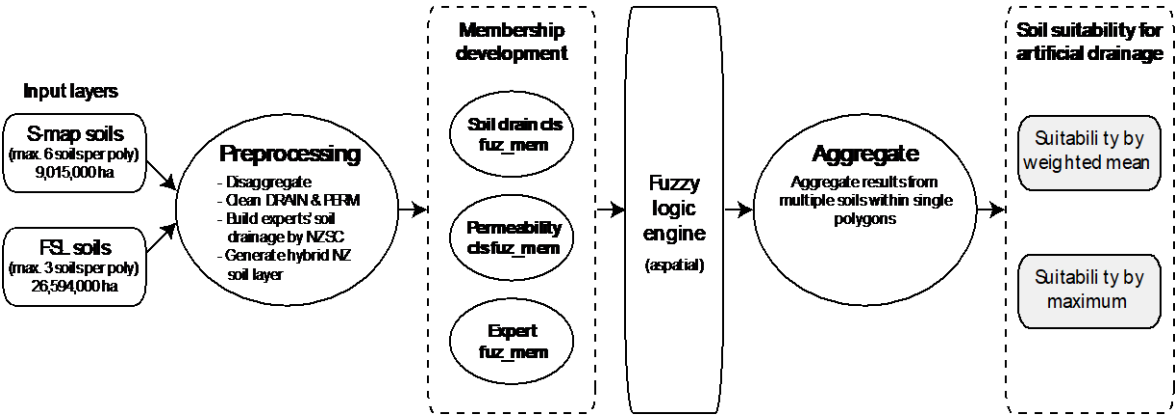 Input layers
S-map soils
(max. 6 soils per poly)
9,015,000 ha
FSL soils
(max. 3 soils per poly)
26,594,000 ha
Preprocessing
- Disaggregate
- Clean DRAIN & PERM
- Build experts' soil
drainage by NZSC
- Generate hybrid NZ
soil layer
Membership
development
Soil drain cls
fuz_mem
Permeability
cls fuz_mem
Expert
fuz_mem
Fuzzy
logic
engine
(aspatial)
Aggregate
Aggregate results from
multiple soils within single
polygons
Soil suitability for
artificial drainage
Suitability by
weighted mean
Suitability by
maximum